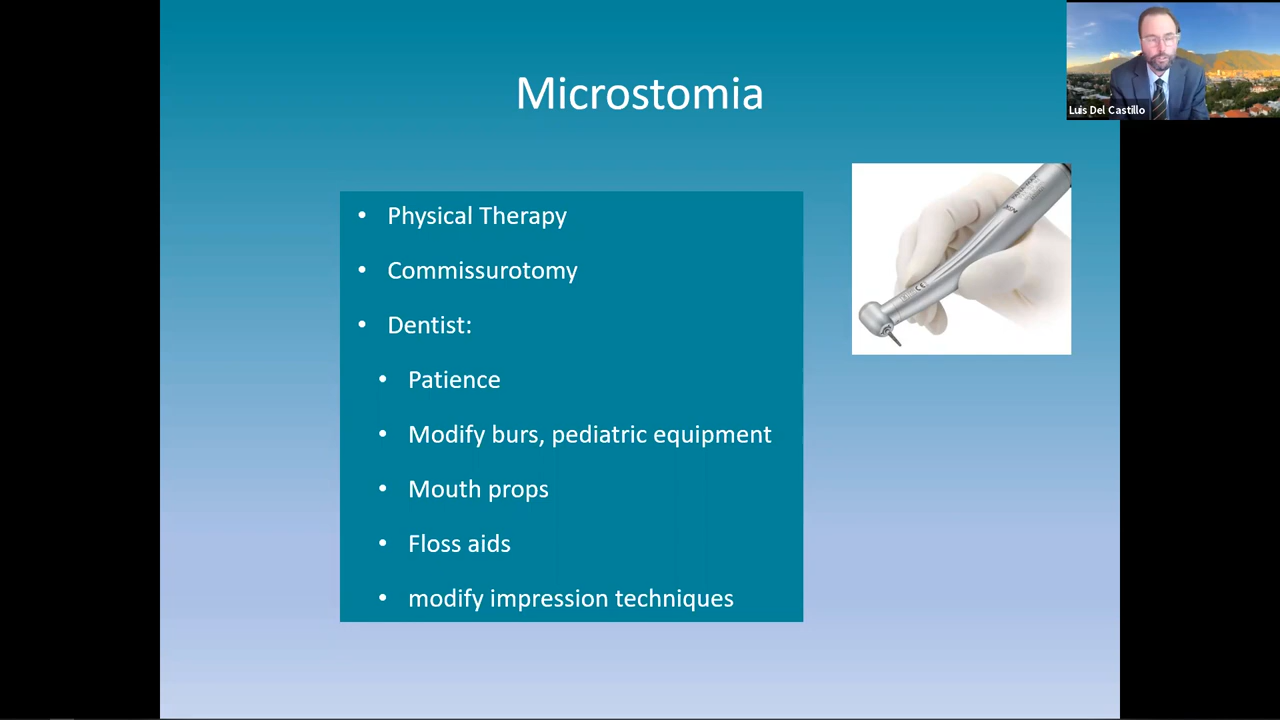 Microstomia
Luis Del Castillo
• Physical Therapy
• Commissurotomy
• Dentist:
• Patience
• Modify burs, pediatric equipment
• Mouth props
• Floss aids
• modify impression techniques
NSK